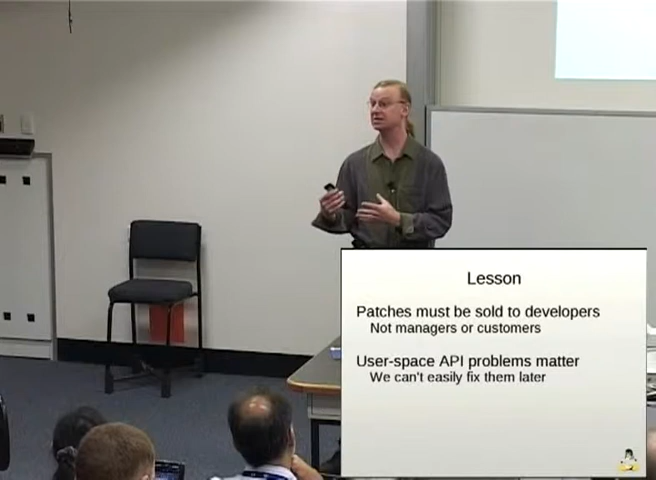 Lesson
Patches must be sold to developers
Not managers or customers
User-space API problems matter
We can't easily fix them later